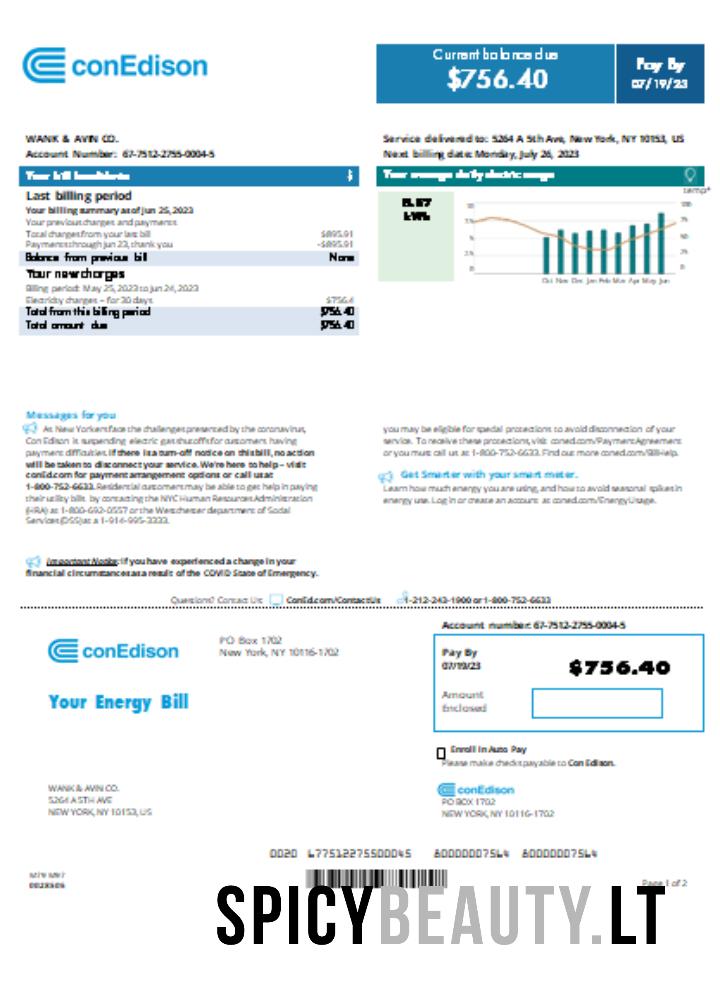 conEdison
Current balance due
$756.40
Pay By
07/19/23
WANK & AVIN CO.
Account Number: 67-7512-2755-0004-5
Service delivered to: 5264 A 5th Ave, New York, NY 10153, US
Next billing date: Monday, July 26, 2023
$
Your average daily electric usage
Last billing period
Your billling summary as of Jun 25, 2023
Your previous charges and payments
Total charges from your last bill $895.91
Payments through Jun 23, thank you -$895.91
Balance from previous bill None
Your new charges
Billing period: May 25, 2023 to Jun 24, 2023
Electricity charges – for 30 days $756.4
Total from this billing period $756.40
Total amount due $756.40
kWh
temp°
10
7.5
5
2.5
0
100
75
50
25
0
Oct Nov Dec Jan Feb Mar Apr May Jun
Messages for you
As New Yorkers face the challenges presented by the coronavirus,
Con Edison is suspending electric gas shutoffs for customers having
payment difficulties. If there is a turn-off notice on this bill, no action
will be taken to disconnect your service. We're here to help – visit
conEd.com for payment arrangement options or call us at
1-800-752-6633. Residential customers may be able to get help in paying
their utility bills by contacting the NYC Human Resources Administration
(HRA) at 1-800-692-0557 or the Westchester department of Social
Services(DSS)at a 1-914-995-3333.
you may be eligible for special protections to avoid disconnection of your
service. To receive these protections, visit coned.com/PaymentAgreement
or you must call us at 1-800-752-6633. Find out more coned.com/BillHelp.
Get Smarter with your smart meter.
Learn how much energy you are using, and how to avoid seasonal spikes in
energy use. Log in or create an account at coned.com/EnergyUsage.
Important Notice: if you have experienced a change in your
financial circumstances as a result of the COVID State of Emergency.
Questions? Contact Us: ConEd.com/ContactUs 1-212-243-1900 or 1-800-752-6633
conEdison
PO Box 1702
New York, NY 10116-1702
Account number: 67-7512-2755-0004-5
Pay By
07/19/23
$756.40
Amount
Enclosed
Your Energy Bill
Enroll in Auto Pay
Please make checks payable to Con Edison.
WANK & AVIN CO.
5264 A 5TH AVE
NEW YORK, NY 10153, US
conEdison
PO BOX 1702
NEW YORK, NY 10116-1702
0020 67751227550004S 80000007564 80000007564
0028506
Page 1 of 2
SPICYBEAUTY.LT